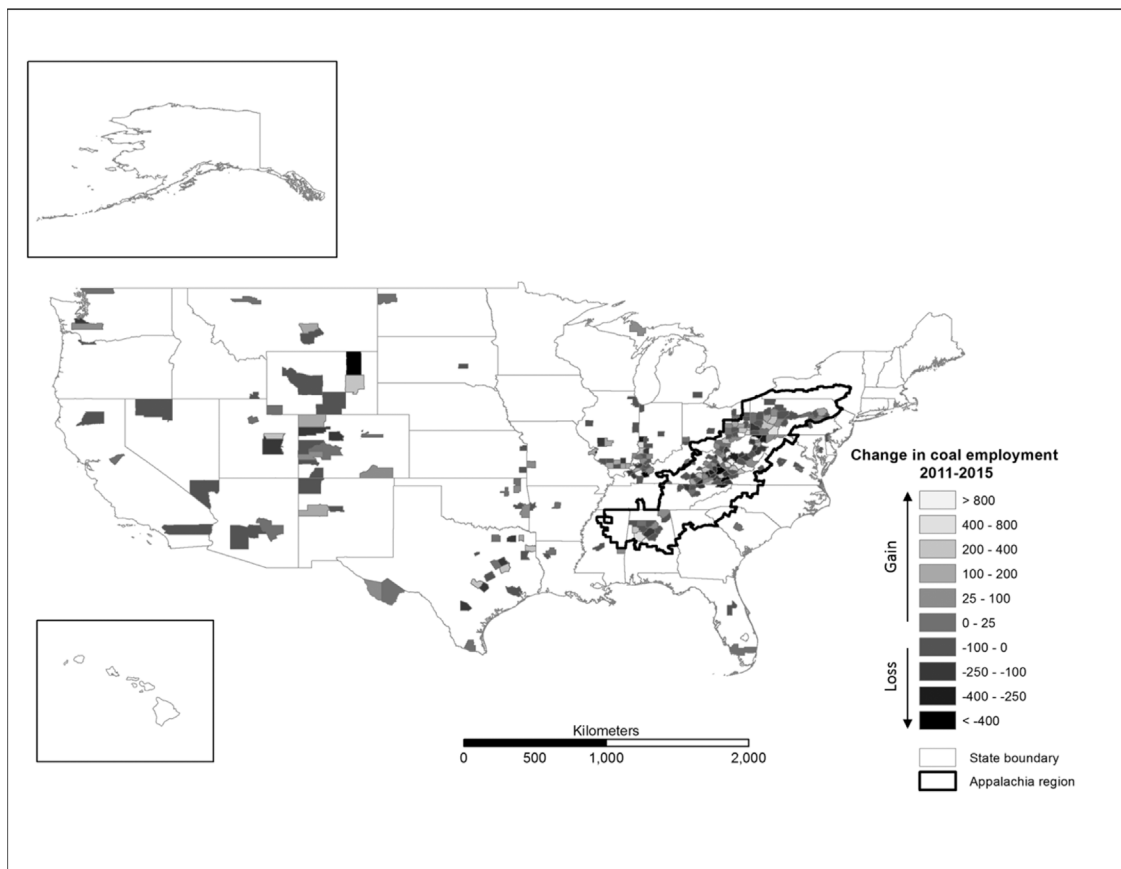 Change in coal employment
2011-2015
Gain
> 800
400 - 800
200 - 400
100 - 200
25 - 100
0 - 25
Loss
-100 - 0
-250 - -100
-400 - -250
< -400
State boundary
Appalachia region
Kilometers
0 500 1,000 2,000